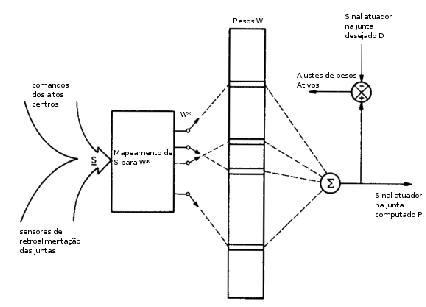 Pesos W
Sinal atuador
na junta
desejado D
Ajustes de pesos
Ativos
comandos
dos altos
centros
W*
S
Mapeamento de
S para W*
Σ
sensores de
retroalimentação
das juntas
Sinal atuador
na junta
computado P